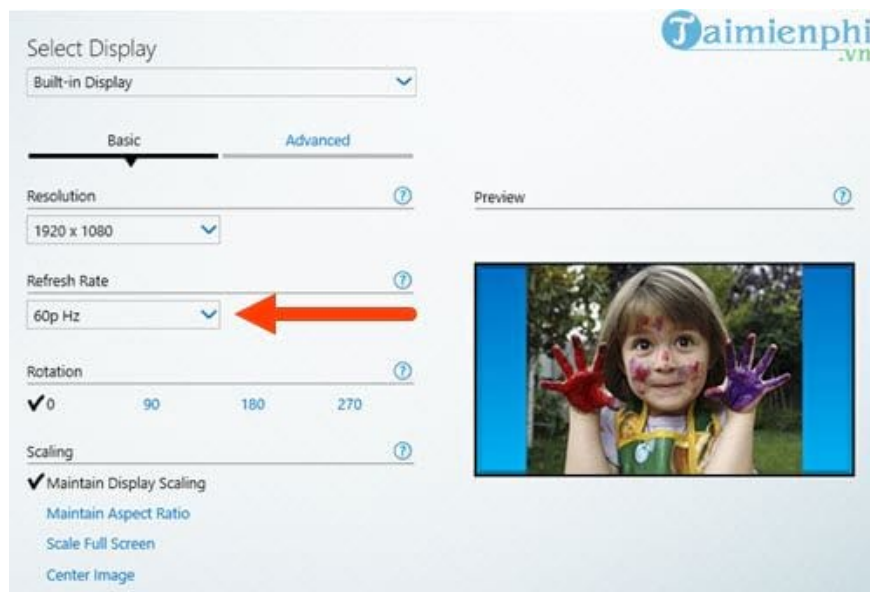 Taimienphi
.vn
Select Display
Built-in Display
Basic
Advanced
Resolution
?
1920 x 1080
Preview
?
Refresh Rate
?
60p Hz
Rotation
?
0 90 180 270
Scaling
?
Maintain Display Scaling
Maintain Aspect Ratio
Scale Full Screen
Center Image